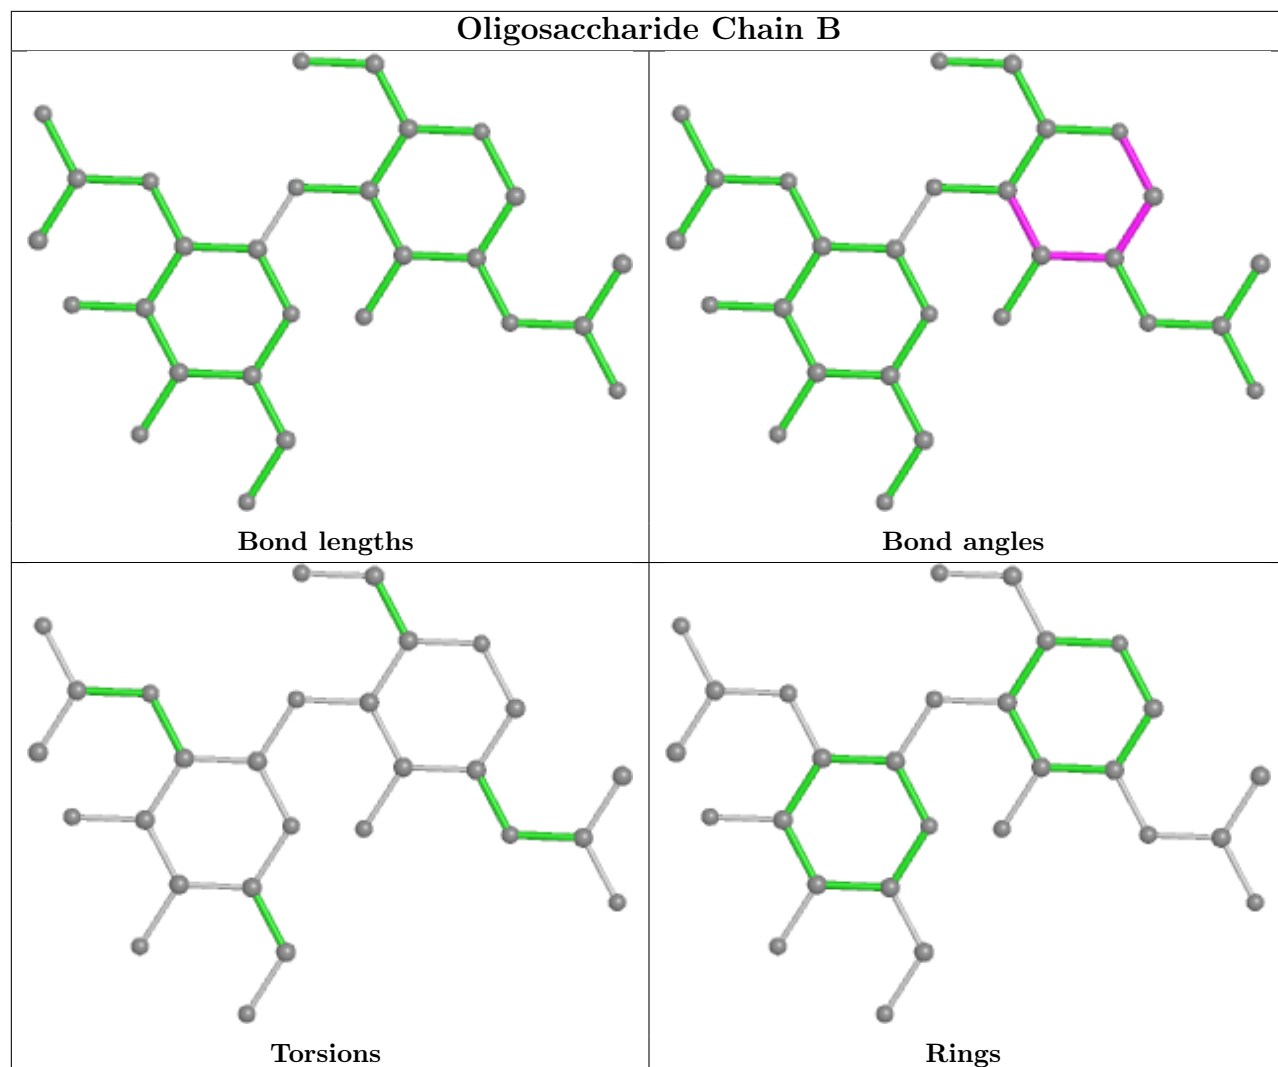 Oligosaccharide Chain B
Bond lengths
Bond angles
Torsions
Rings